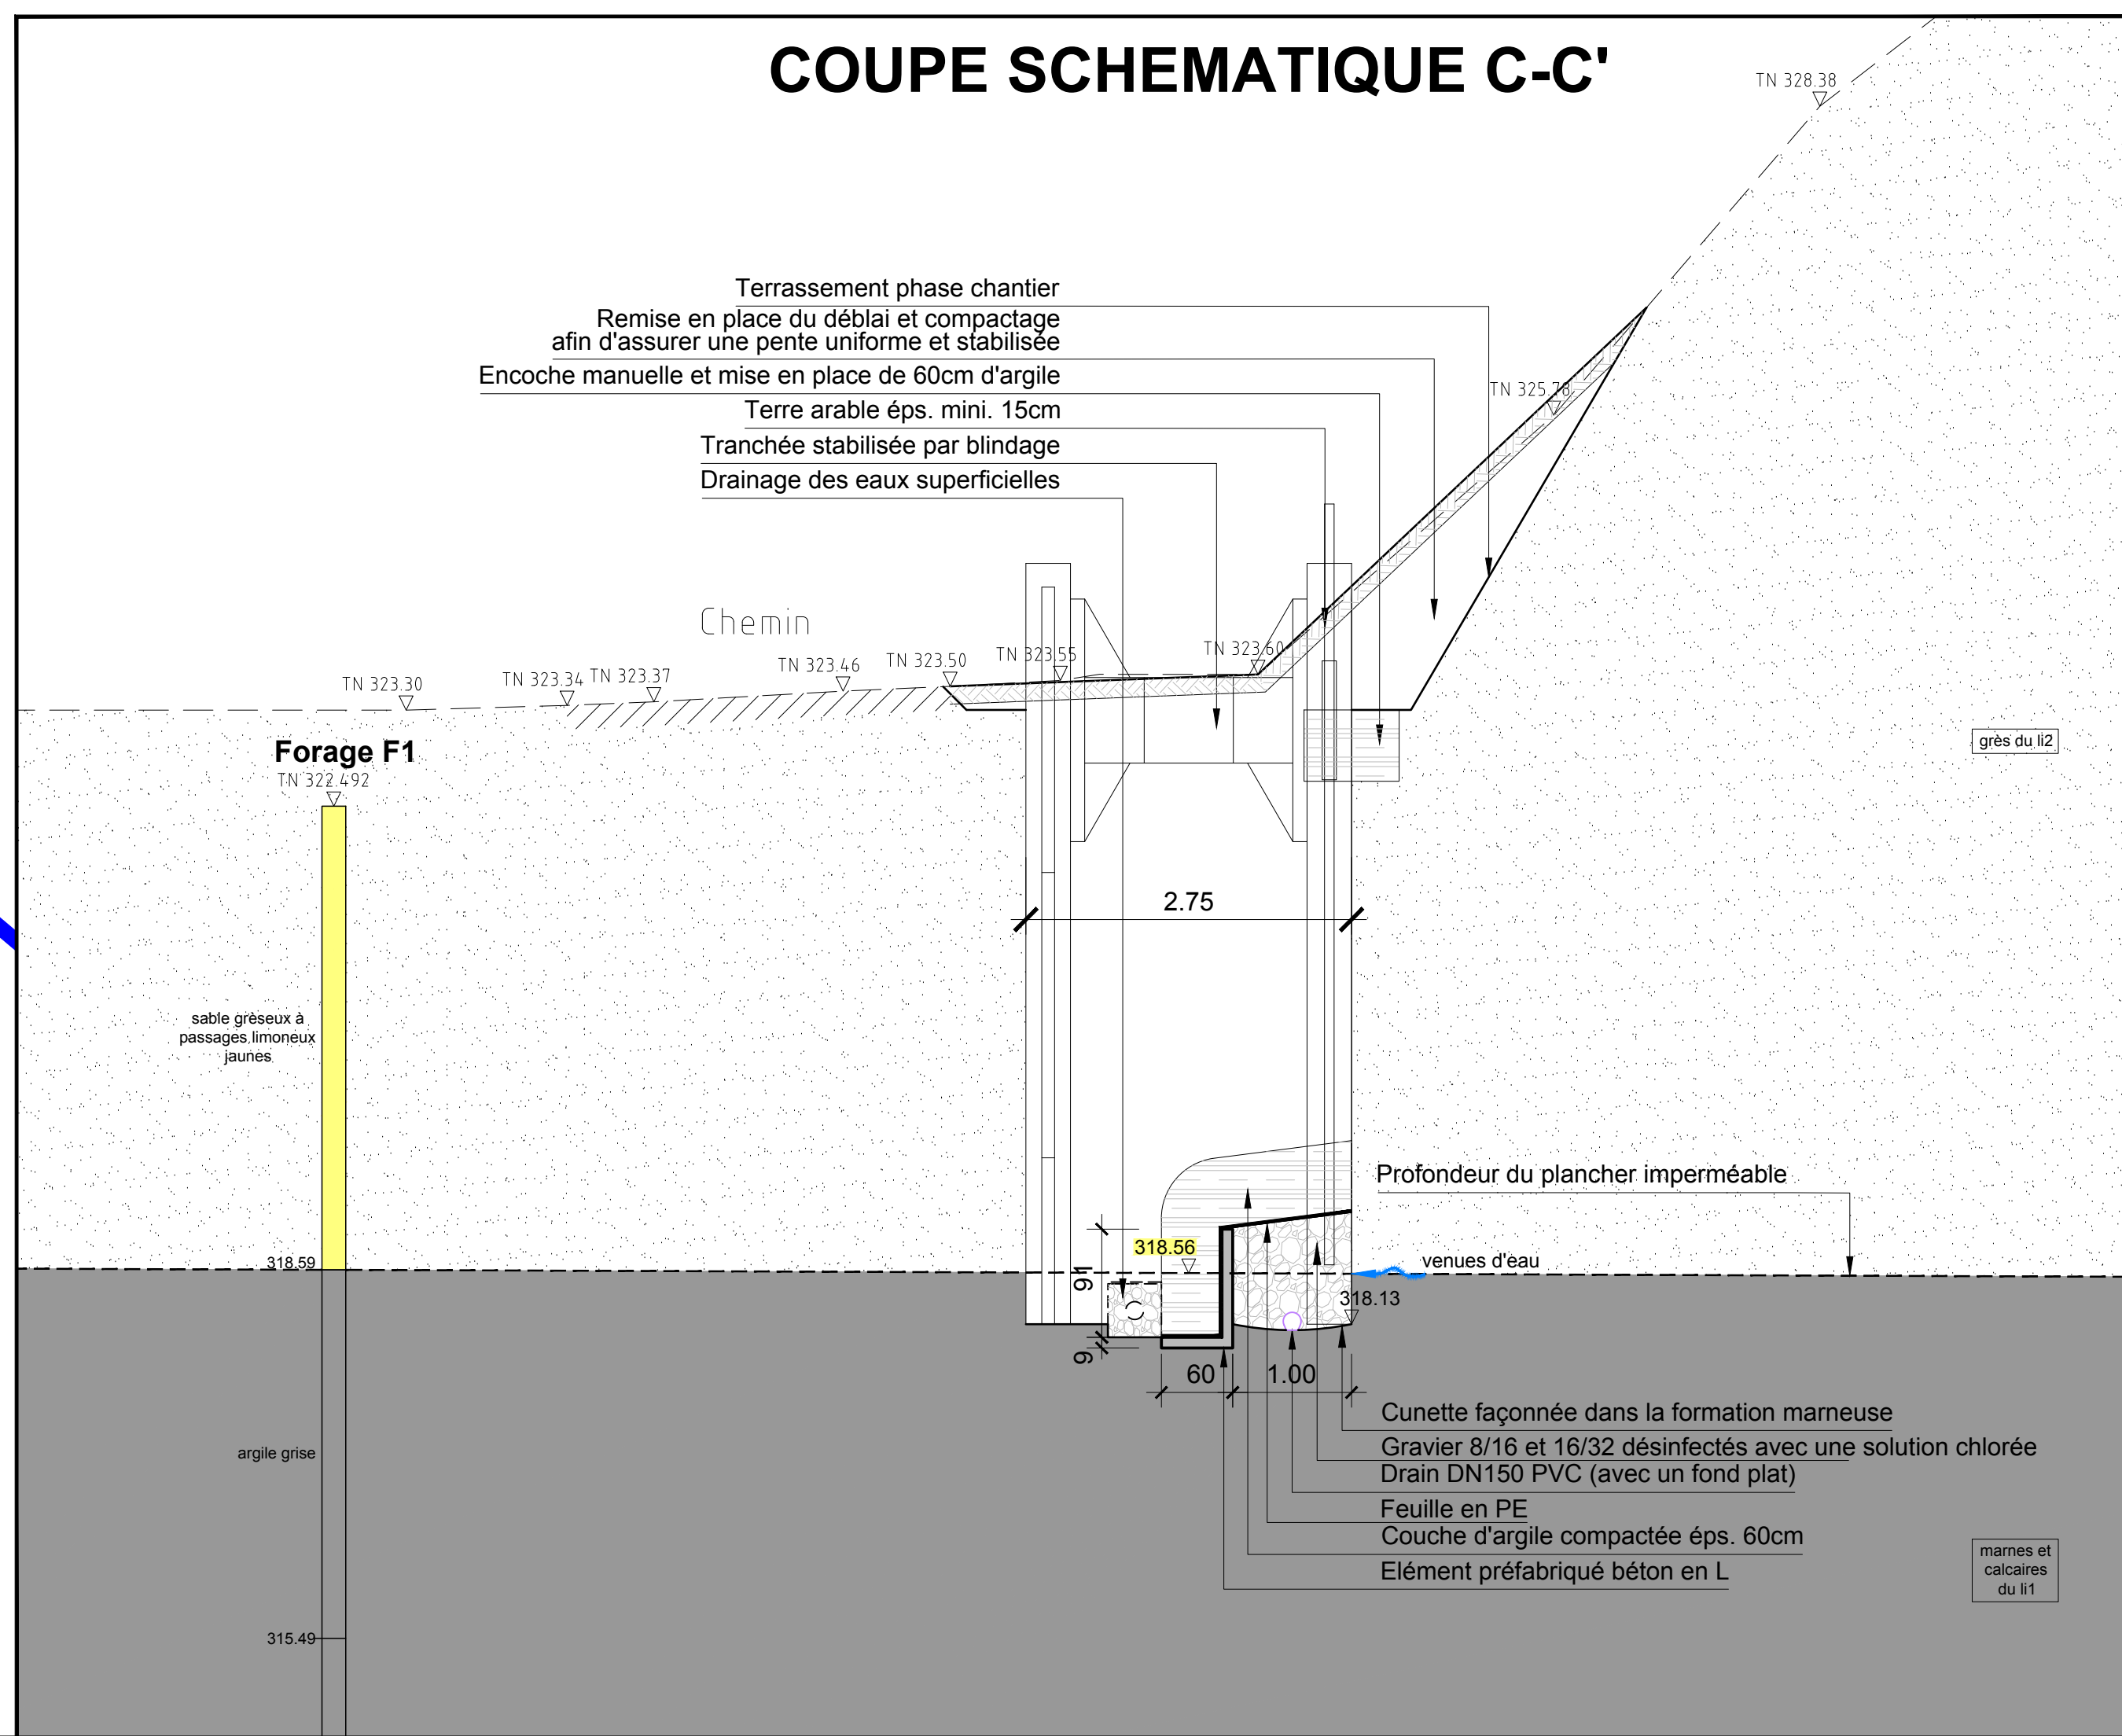 COUPE SCHEMATIQUE C-C'
TN 328.38
Terrassement phase chantier
Remise en place du déblai et compactage
afin d'assurer une pente uniforme et stabilisée
Encoche manuelle et mise en place de 60cm d'argile
TN 325.78
Terre arable éps. mini. 15cm
Tranchée stabilisée par blindage
Drainage des eaux superficielles
Chemin
TN 323.30
TN 323.34
TN 323.37
TN 323.46
TN 323.50
TN 323.55
TN 323.60
Forage F1
TN 322.492
grès du li2
2.75
sable grèseux à
passages limoneux
jaunes
Profondeur du plancher imperméable
318.59
318.56
venues d'eau
91
318.13
9
60
1.00
Cunette façonnée dans la formation marneuse
Gravier 8/16 et 16/32 désinfectés avec une solution chlorée
argile grise
Drain DN150 PVC (avec un fond plat)
Feuille en PE
Couche d'argile compactée éps. 60cm
Elément préfabriqué béton en L
marnes et
calcaires
du li1
315.49